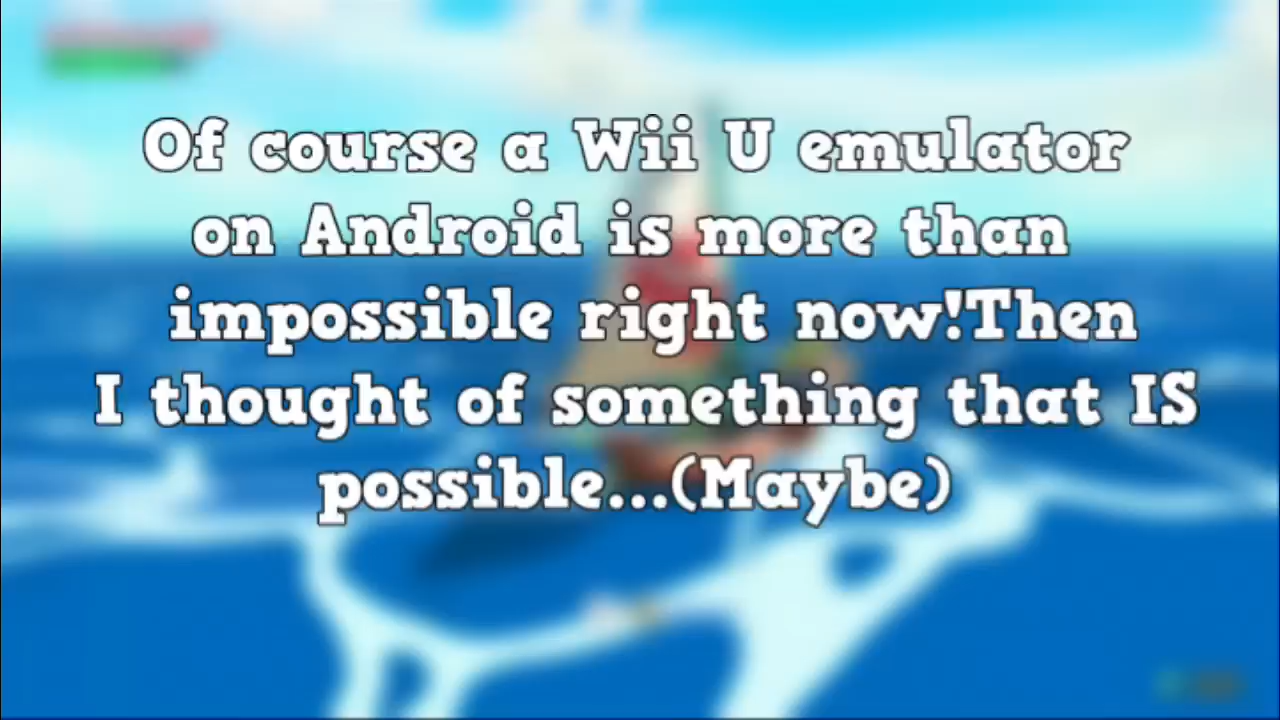 Of course a Wii U emulator
on Android is more than
impossible right now!Then
I thought of something that IS
possible...(Maybe)